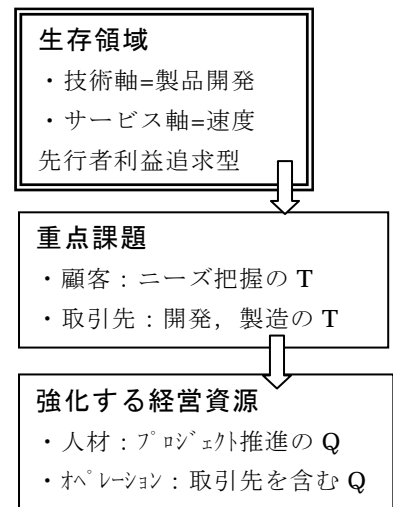 生存領域
・技術軸=製品開発
・サービス軸=速度
先行者利益追求型
重点課題
・顧客：ニーズ把握の T
・取引先：開発，製造の T
強化する経営資源
・人材：ﾌﾟﾛｼﾞｪｸﾄ推進の Q
・ｵﾍﾟﾚｰｼｮﾝ：取引先を含む Q